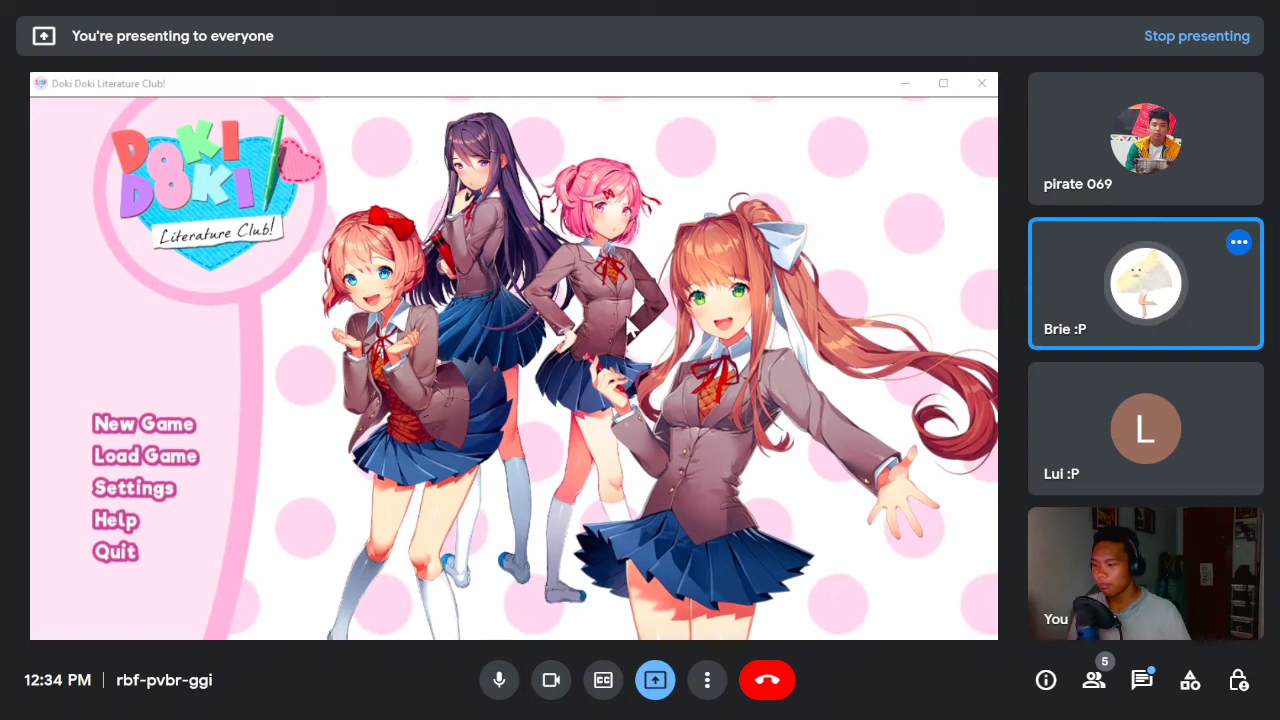 You're presenting to everyone
Stop presenting
Doki Doki Literature Club!
DOKI
DOKI
Literature Club!
New Game
Load Game
Settings
Help
Quit
pirate 069
Brie :P
L
Lui :P
You
12:34 PM | rbf-pvbr-ggi
5